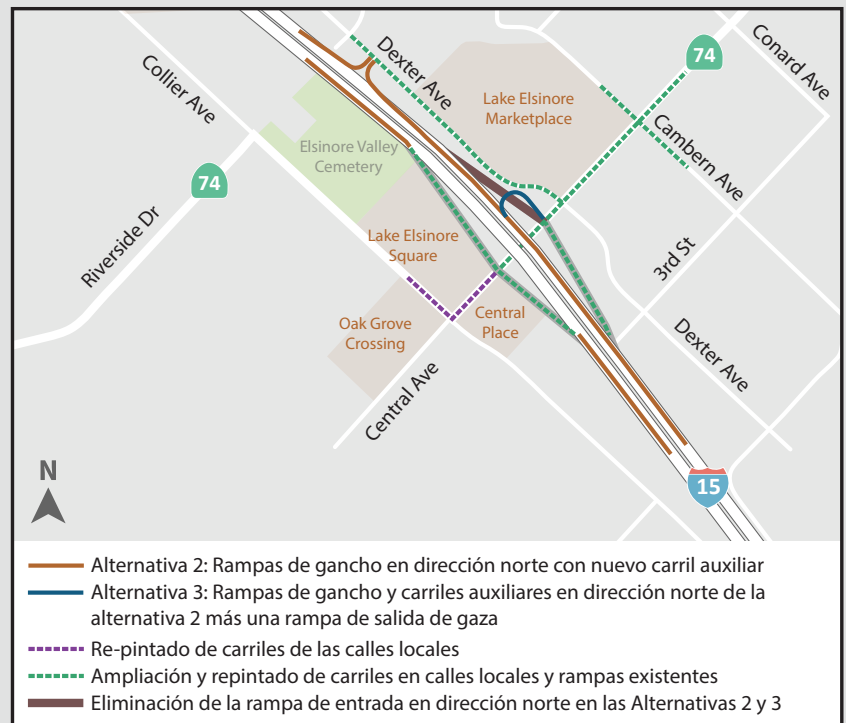 Conard Ave
74
Dexter Ave
Collier Ave
Lake Elsinore
Marketplace
Cambern Ave
Elsinore Valley
Cemetery
74
Riverside Dr
Lake Elsinore
Square
3rd St
Central
Place
Oak Grove
Crossing
Dexter Ave
Central Ave
N
15
Alternativa 2: Rampas de gancho en dirección norte con nuevo carril auxiliar
Alternativa 3: Rampas de gancho y carriles auxiliares en dirección norte de la
alternativa 2 más una rampa de salida de gaza
Re-pintado de carriles de las calles locales
Ampliación y repintado de carriles en calles locales y rampas existentes
Eliminación de la rampa de entrada en dirección norte en las Alternativas 2 y 3